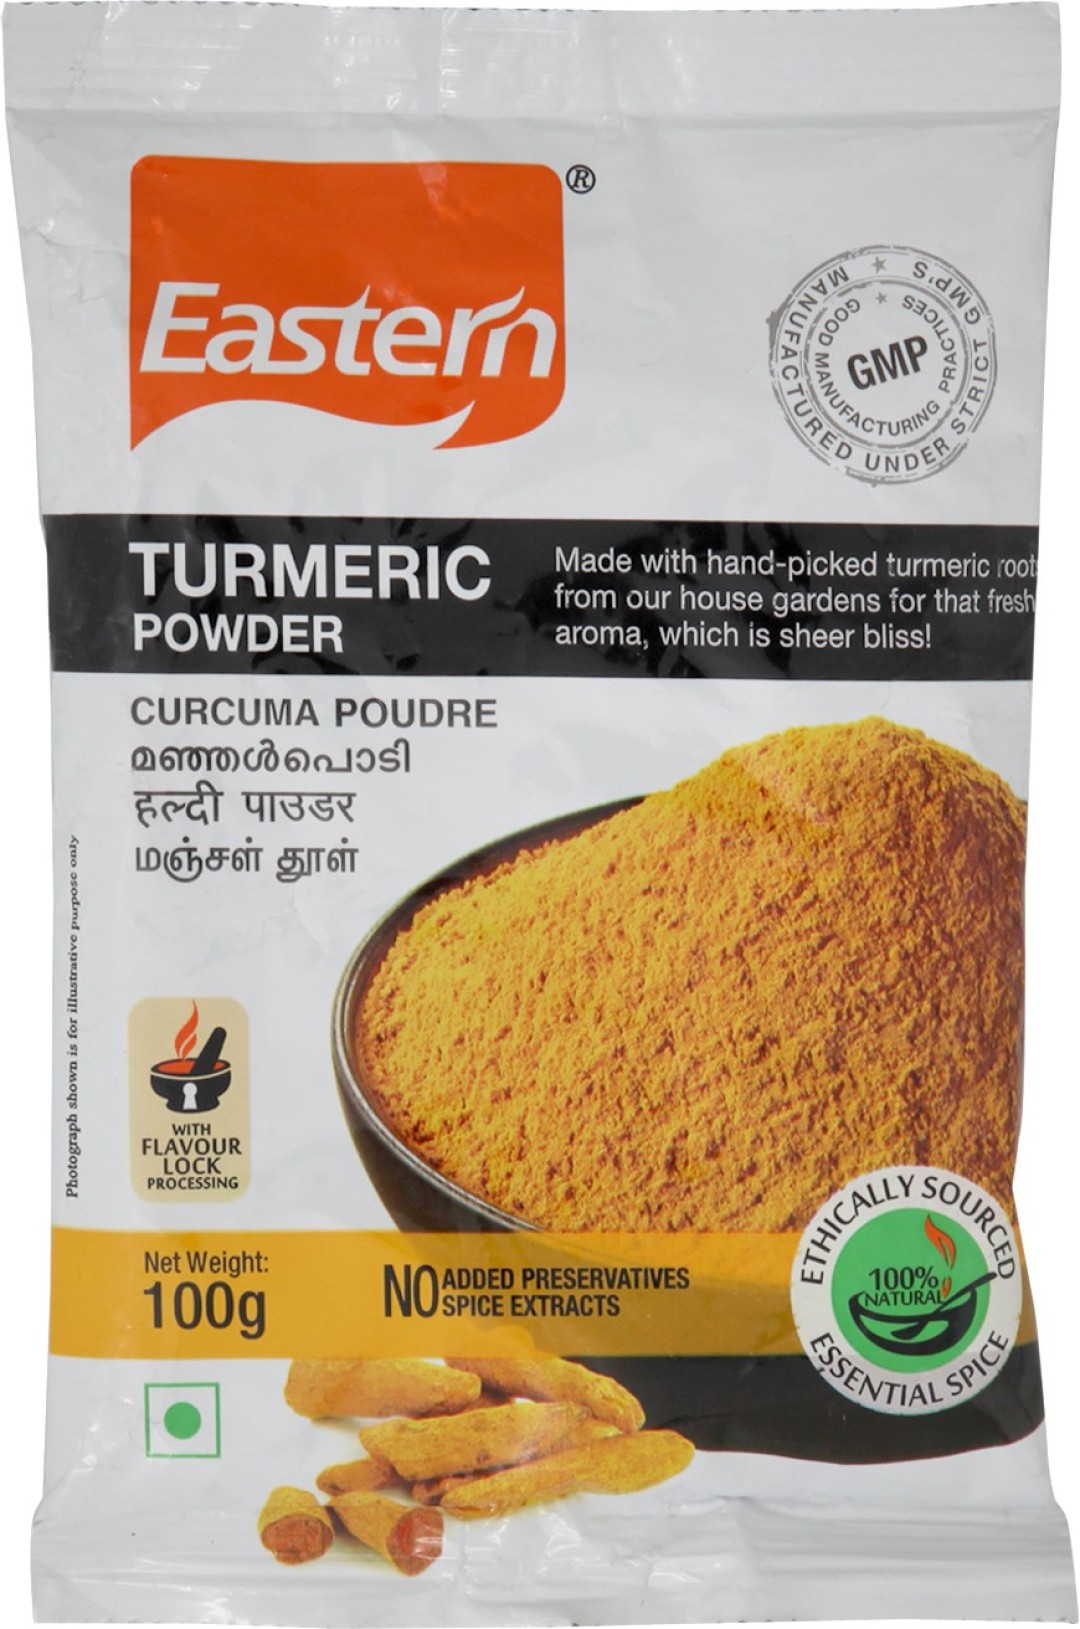 Eastern®
MANUFACTURED UNDER STRICT GMP'S
GOOD MANUFACTURING PRACTICES
GMP
TURMERIC
POWDER
Made with hand-picked turmeric root
from our house gardens for that fresh
aroma, which is sheer bliss!
CURCUMA POUDRE
മഞ്ഞൾപൊടി
हल्दी पाउडर
மஞ்சள் தூள்
Photograph shown is for illustrative purpose only
WITH
FLAVOUR
LOCK
PROCESSING
Net Weight:
100g
NO ADDED PRESERVATIVES
SPICE EXTRACTS
ETHICALLY SOURCED
100%
NATURAL
ESSENTIAL SPICE